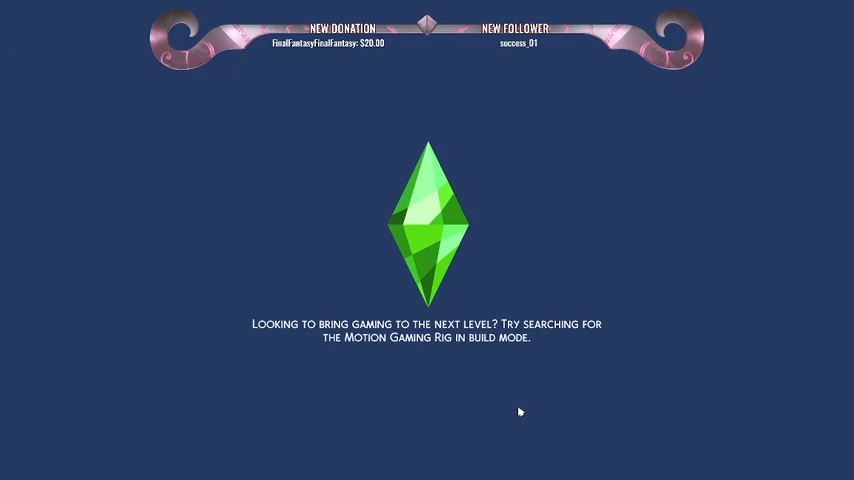 NEW DONATION
NEW FOLLOWER
FinalFantasyFinalFantasy: $20.00
success_01
Looking to bring gaming to the next level? Try searching for
the Motion Gaming Rig in build mode.